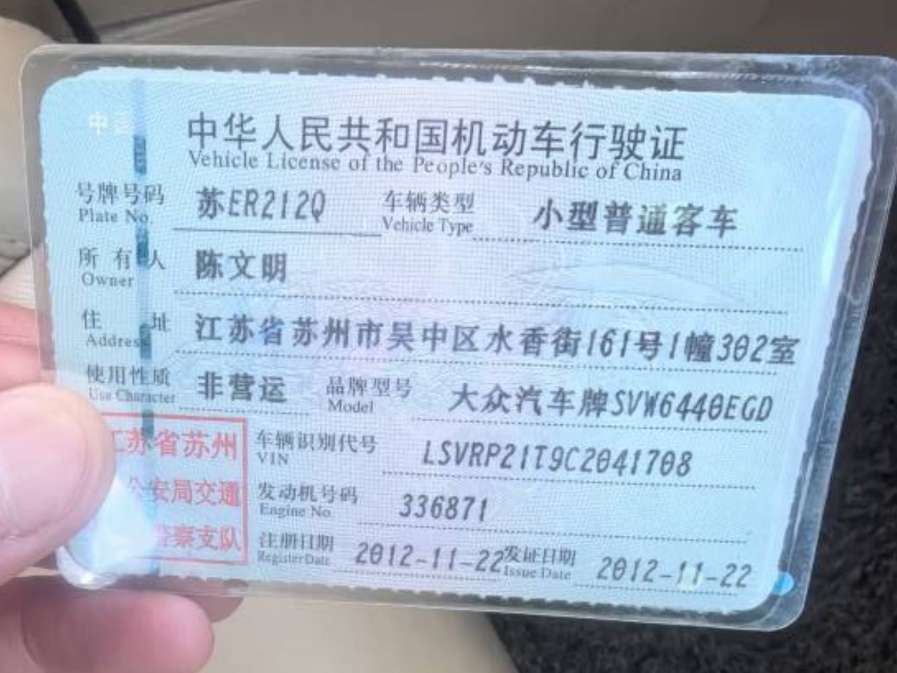 中华人民共和国机动车行驶证
Vehicle License of the People's Republic of China
号牌号码 苏ER212Q 车辆类型 小型普通客车
Plate No. Vehicle Type
所有人 陈文明
Owner
住址 江苏省苏州市吴中区水香街161号1幢302室
Address
使用性质 非营运 品牌型号 大众汽车牌SVW6440EGD
Use Character Model
江苏省苏州 车辆识别代号 LSVRP21T9C2041708
VIN
公安局交通 发动机号码 336871
Engine No.
警察支队 注册日期 2012-11-22 发证日期 2012-11-22
Register Date Issue Date